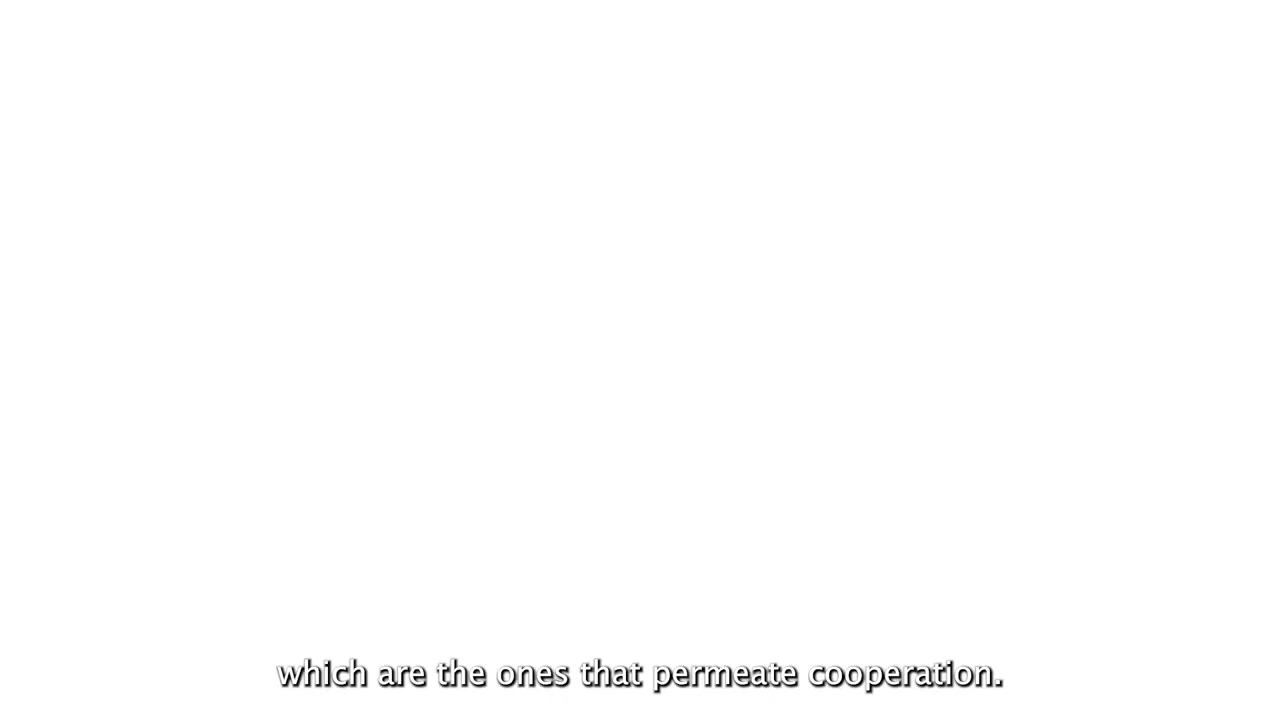 which are the ones that permeate cooperation.